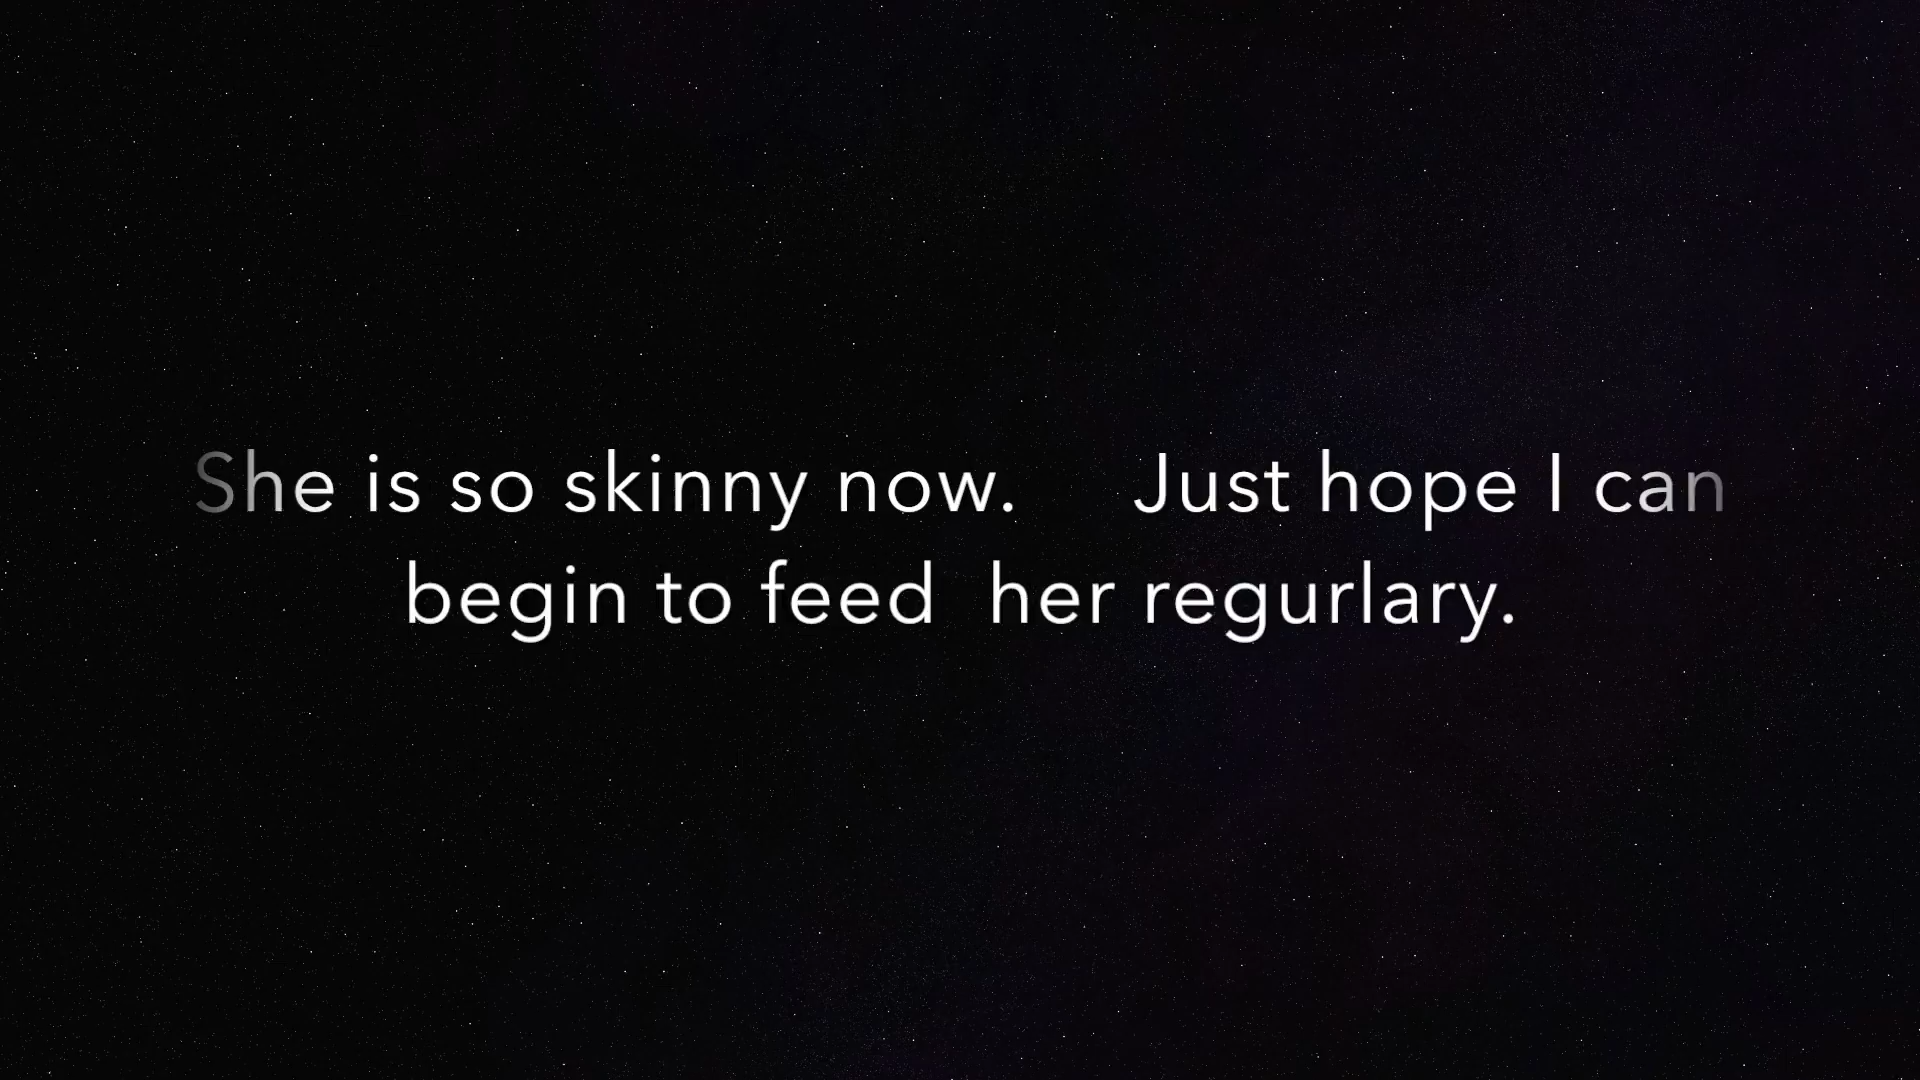 She is so skinny now.    Just hope I can
begin to feed  her regurlary.